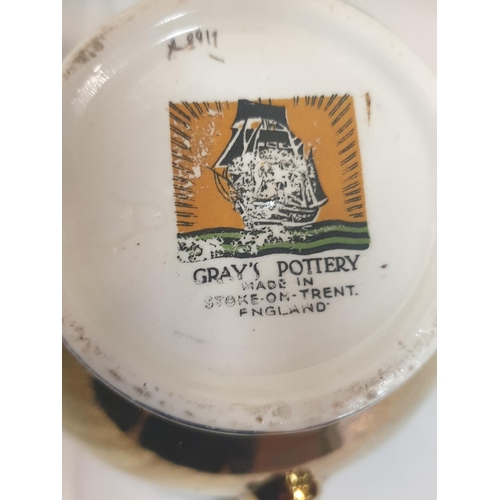 GRAY'S POTTERY
MADE IN
STOKE-ON-TRENT.
ENGLAND